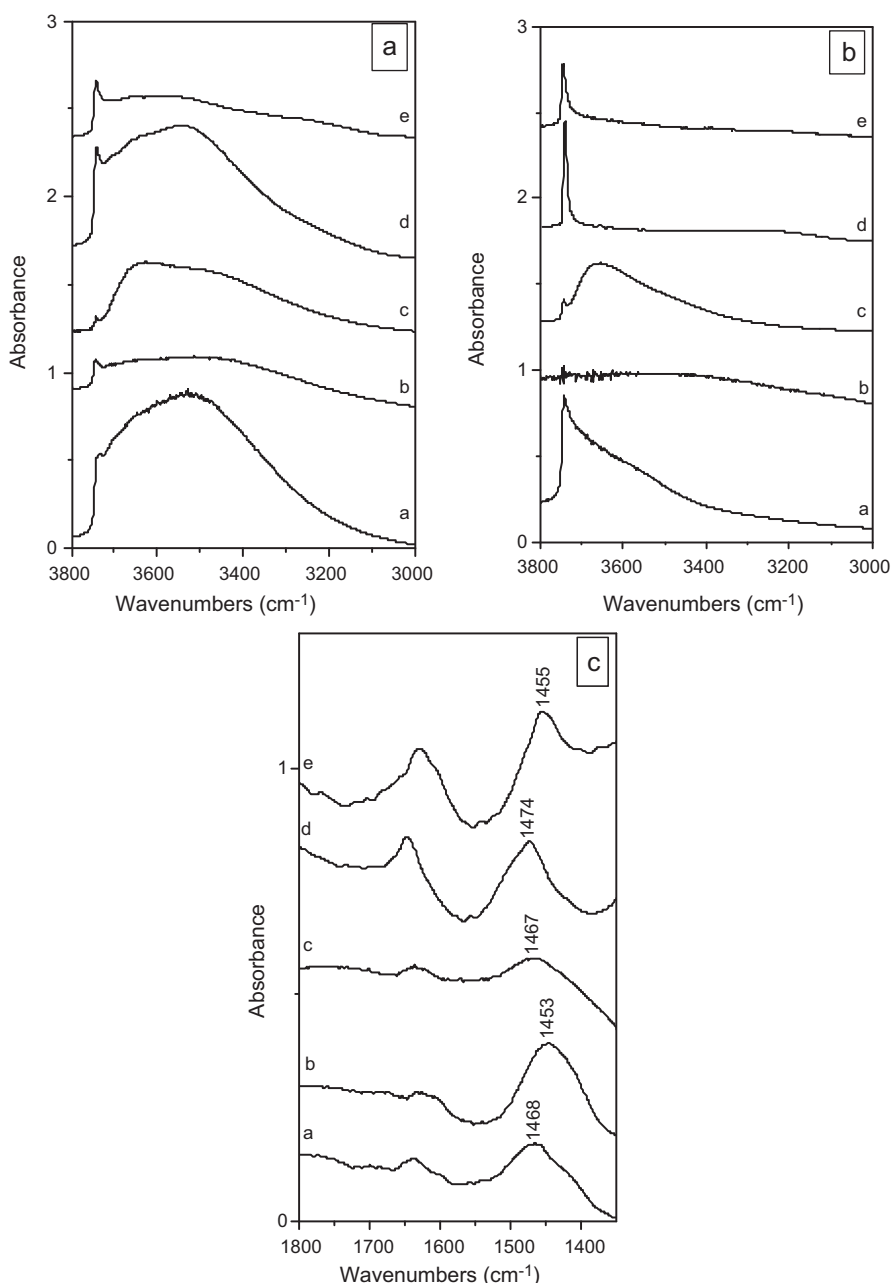 3
a
e
2
d
c
1
b
a
0
Absorbance
3800 3600 3400 3200 3000
Wavenumbers (cm-1)
3
b
e
2
d
c
1
b
a
0
Absorbance
3800 3600 3400 3200 3000
Wavenumbers (cm-1)
c
1455
e
1
1474
d
1467
c
1453
b
1468
a
0
Absorbance
1800 1700 1600 1500 1400
Wavenumbers (cm-1)